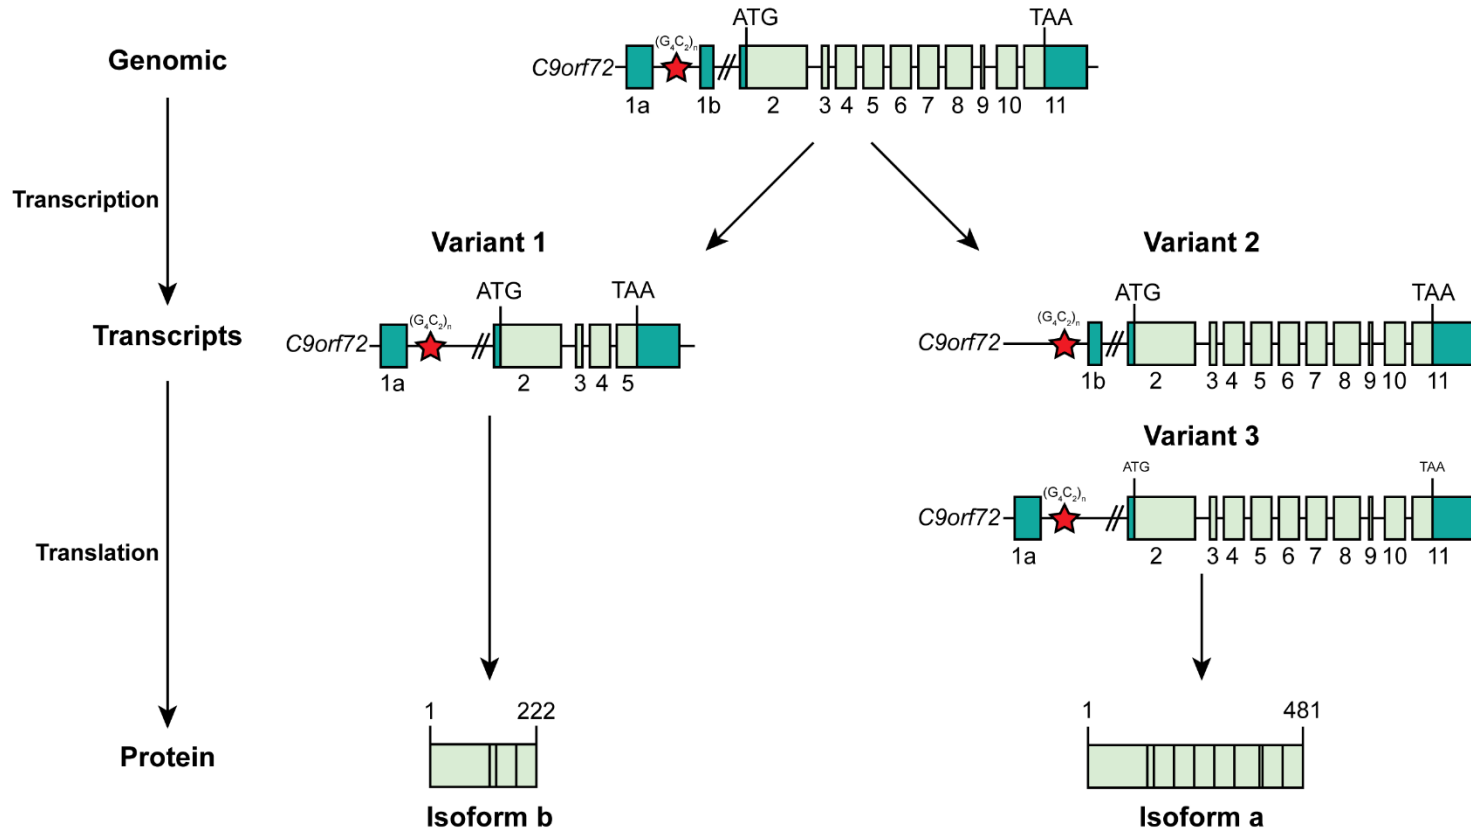 Genomic
ATG TAA
(G4C2)n
C9orf72
1a 1b 2 3 4 5 6 7 8 9 10 11
Transcription
Variant 1
Variant 2
ATG TAA
ATG TAA
Transcripts
(G4C2)n
C9orf72
1a 2 3 4 5
(G4C2)n
C9orf72
1b 2 3 4 5 6 7 8 9 10 11
Variant 3
ATG TAA
(G4C2)n
C9orf72
1a 2 3 4 5 6 7 8 9 10 11
Translation
1 222
1 481
Protein
Isoform b
Isoform a